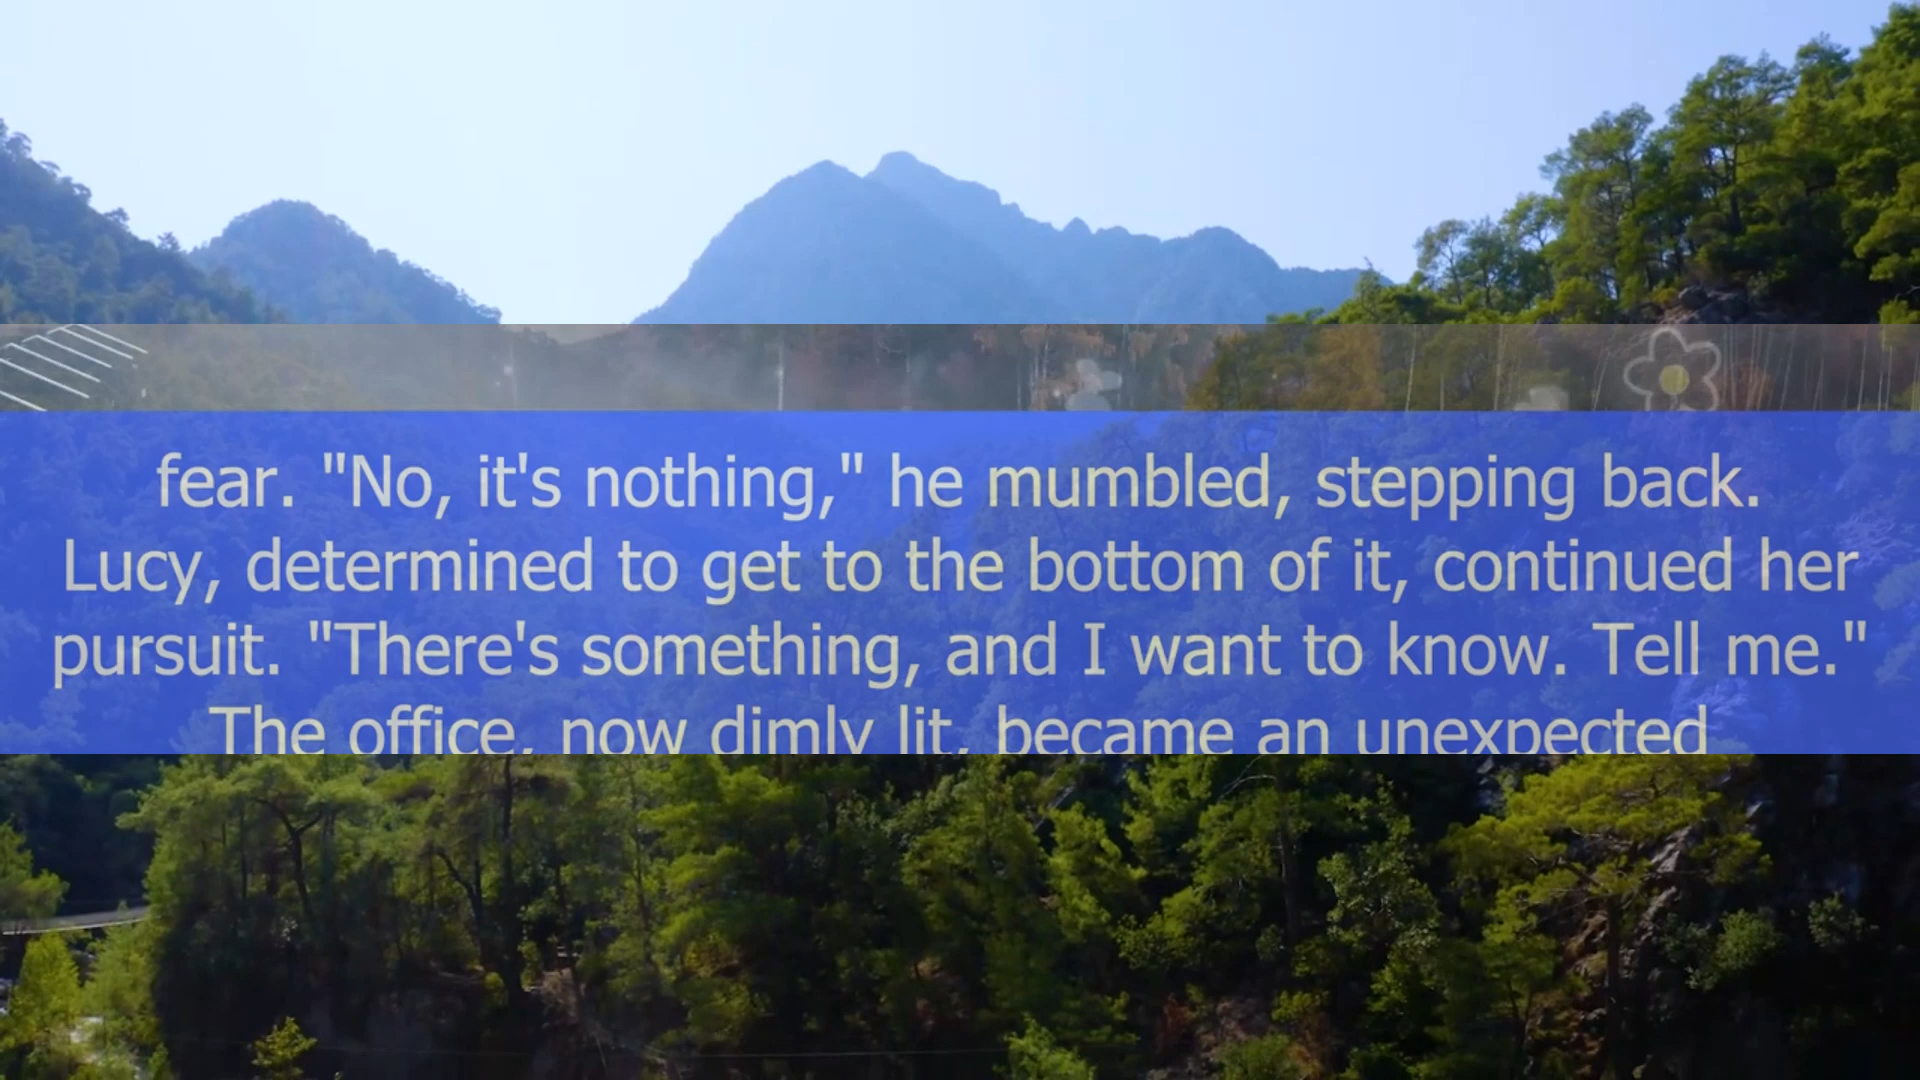 fear. "No, it's nothing," he mumbled, stepping back.
Lucy, determined to get to the bottom of it, continued her
pursuit. "There's something, and I want to know. Tell me."
The office, now dimly lit, became an unexpected